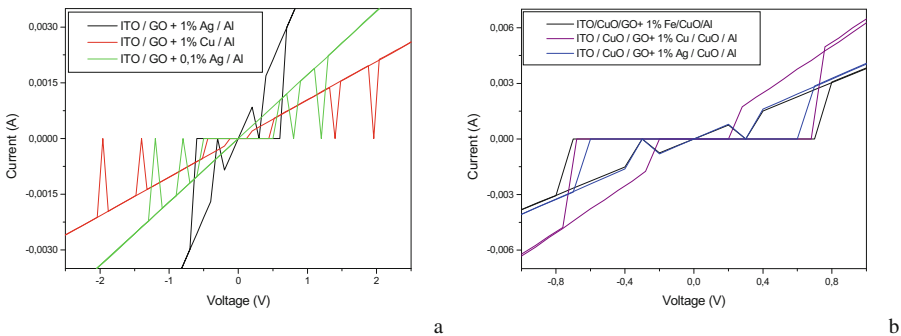 0,0030
0,0015
0,0000
-0,0015
-0,0030
Current (A)
ITO / GO + 1% Ag / Al
ITO / GO + 1% Cu / Al
ITO / GO + 0,1% Ag / Al
-2
-1
0
1
2
Voltage (V)
a
0,006
0,003
0,000
-0,003
-0,006
Current (A)
ITO/CuO/GO+ 1% Fe/CuO/Al
ITO / CuO / GO+ 1% Cu / CuO / Al
ITO / CuO / GO+ 1% Ag / CuO / Al
-0,8
-0,4
0,0
0,4
0,8
Voltage (V)
b